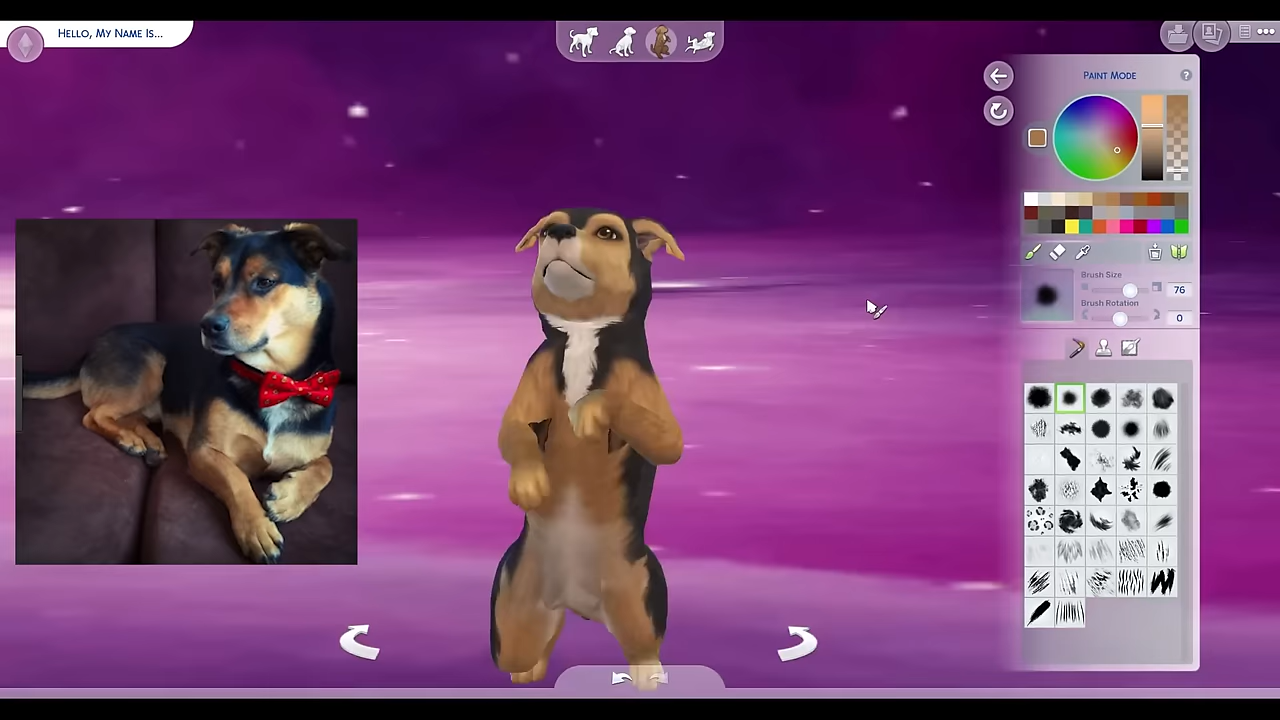 HELLO, MY NAME IS...
PAINT MODE
?
Brush Size
76
Brush Rotation
0